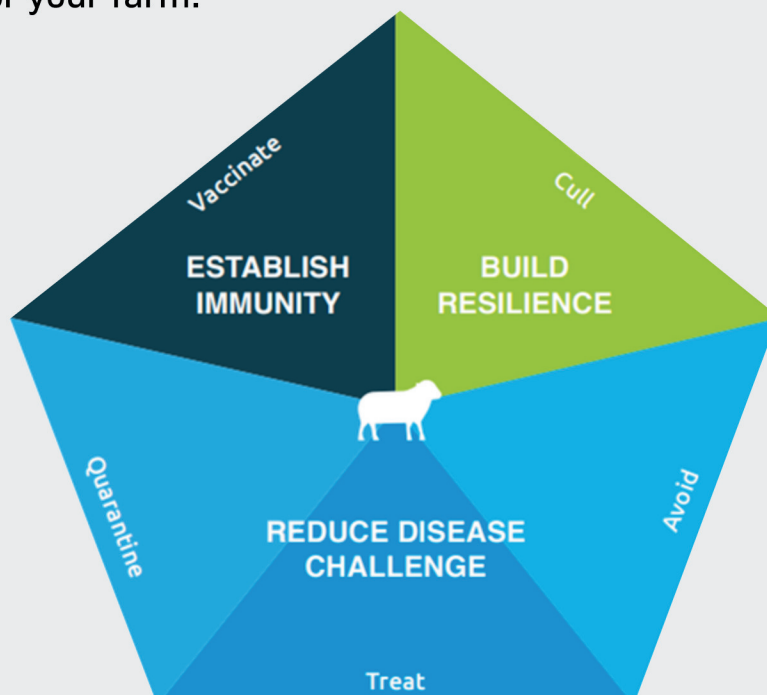 your farm.
Vaccinate
Cull
ESTABLISH
IMMUNITY
BUILD
RESILIENCE
Quarantine
Avoid
REDUCE DISEASE
CHALLENGE
Treat